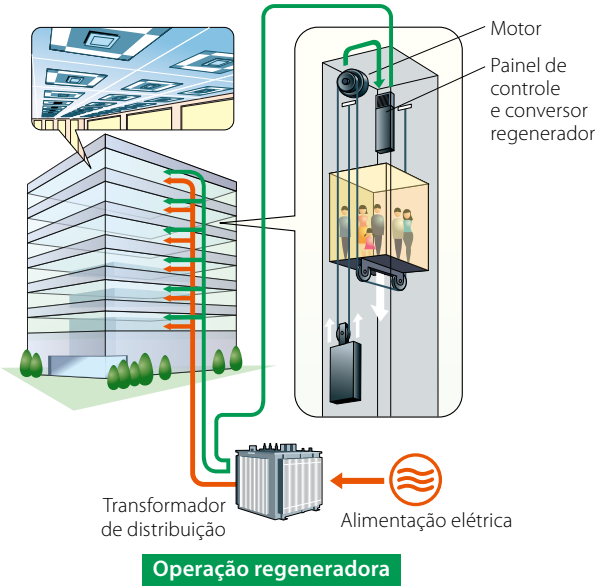 Motor
Painel de
controle
e conversor
regenerador
Transformador
de distribuição
Alimentação elétrica
Operação regeneradora